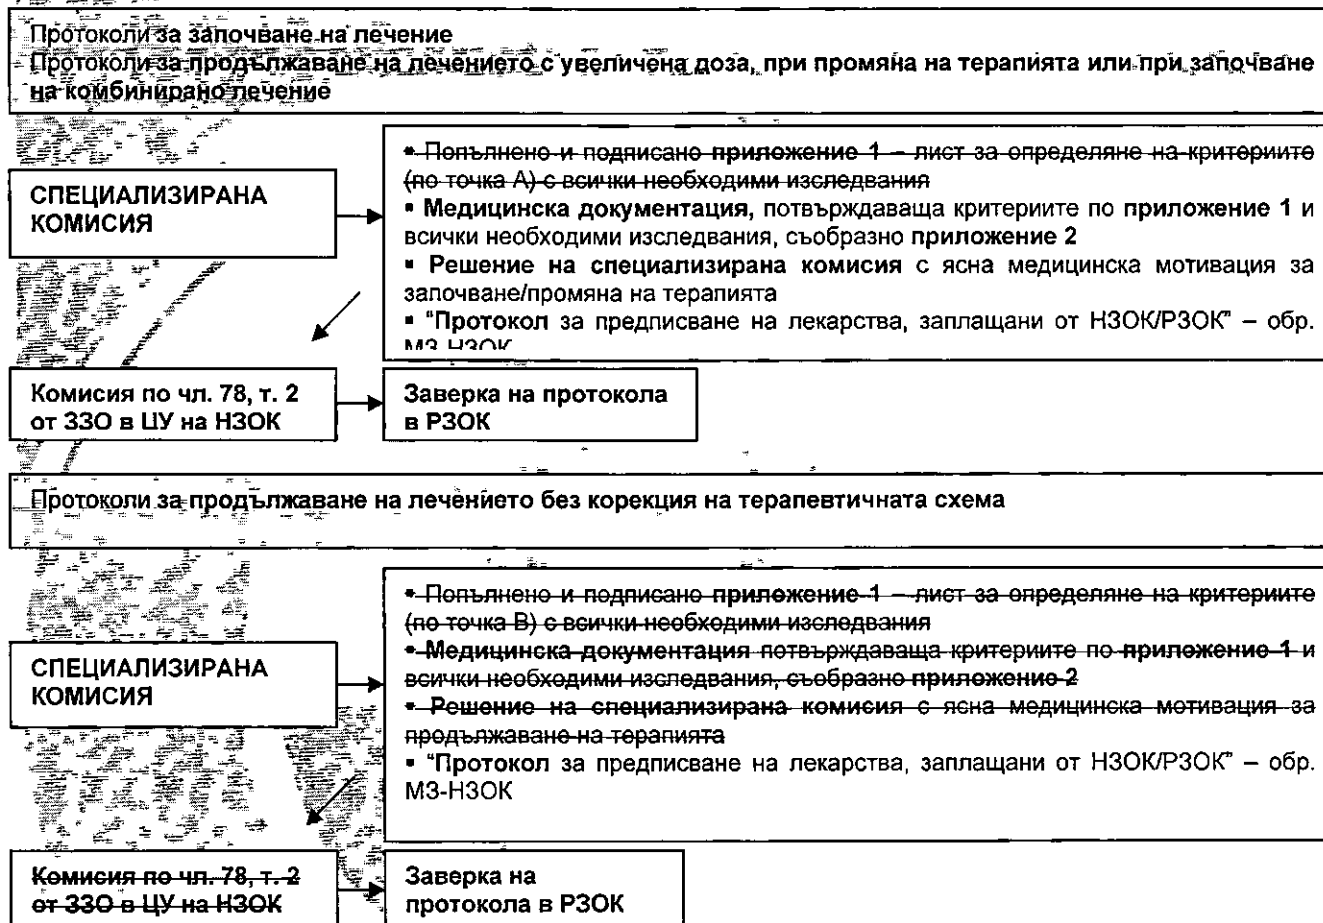 Протоколи за започване на лечение
Протоколи за продължаване на лечението с увеличена доза, при промяна на терапията или при започване
на комбинирано лечение
СПЕЦИАЛИЗИРАНА
КОМИСИЯ
▪ Попълнено и подписано приложение 1 – лист за определяне на критериите
(по точка А) с всички необходими изследвания
▪ Медицинска документация, потвърждаваща критериите по приложение 1 и
всички необходими изследвания, съобразно приложение 2
▪ Решение на специализирана комисия с ясна медицинска мотивация за
започване/промяна на терапията
▪ "Протокол за предписване на лекарства, заплащани от НЗОК/РЗОК" – обр.
МЗ-НЗОК
Комисия по чл. 78, т. 2
от ЗЗО в ЦУ на НЗОК
Заверка на протокола
в РЗОК
Протоколи за продължаване на лечението без корекция на терапевтичната схема
СПЕЦИАЛИЗИРАНА
КОМИСИЯ
▪ Попълнено и подписано приложение 1 – лист за определяне на критериите
(по точка В) с всички необходими изследвания
▪ Медицинска документация потвърждаваща критериите по приложение 1 и
всички необходими изследвания, съобразно приложение 2
▪ Решение на специализирана комисия с ясна медицинска мотивация за
продължаване на терапията
▪ "Протокол за предписване на лекарства, заплащани от НЗОК/РЗОК" – обр.
МЗ-НЗОК
Комисия по чл. 78, т. 2
от ЗЗО в ЦУ на НЗОК
Заверка на
протокола в РЗОК